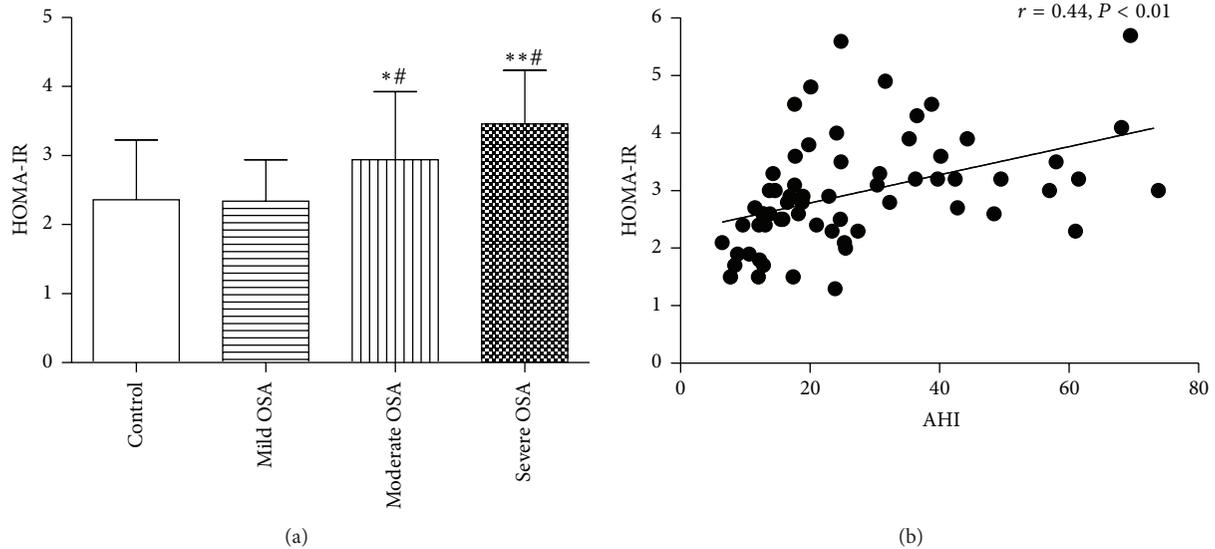 5
4
3
2
1
0
HOMA-IR
*#
**#
Control
Mild OSA
Moderate OSA
Severe OSA
(a)
r = 0.44, P < 0.01
6
5
4
3
2
1
0
HOMA-IR
0 20 40 60 80
AHI
(b)